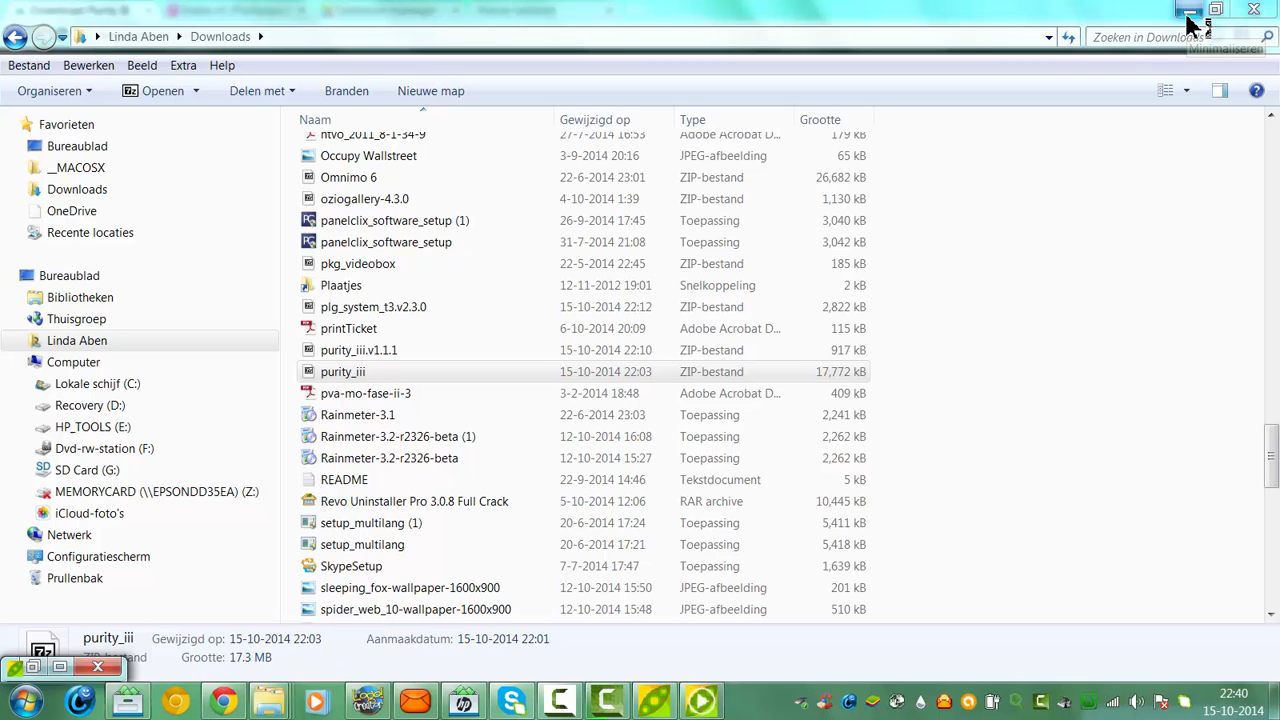 Linda Aben Downloads
Zoeken in Downloads
Minimaliseren
Bestand Bewerken Beeld Extra Help
Organiseren Openen Delen met Branden Nieuwe map
Naam Gewijzigd op Type Grootte
Favorieten
Bureaublad
__MACOSX
Downloads
OneDrive
Recente locaties
Bureaublad
Bibliotheken
Thuisgroep
Linda Aben
Computer
Lokale schijf (C:)
Recovery (D:)
HP_TOOLS (E:)
Dvd-rw-station (F:)
SD Card (G:)
MEMORYCARD (\\EPSONDD35EA) (Z:)
iCloud-foto's
Netwerk
Configuratiescherm
Prullenbak
ntvo_2011_8-1-34-9 27-7-2014 16:53 Adobe Acrobat D... 179 kB
Occupy Wallstreet 3-9-2014 20:16 JPEG-afbeelding 65 kB
Omnimo 6 22-6-2014 23:01 ZIP-bestand 26,682 kB
oziogallery-4.3.0 4-10-2014 1:39 ZIP-bestand 1,130 kB
panelclix_software_setup (1) 26-9-2014 17:45 Toepassing 3,040 kB
panelclix_software_setup 31-7-2014 21:08 Toepassing 3,042 kB
pkg_videobox 22-5-2014 22:45 ZIP-bestand 185 kB
Plaatjes 12-11-2012 19:01 Snelkoppeling 2 kB
plg_system_t3.v2.3.0 15-10-2014 22:12 ZIP-bestand 2,822 kB
printTicket 6-10-2014 20:09 Adobe Acrobat D... 115 kB
purity_iii.v1.1.1 15-10-2014 22:10 ZIP-bestand 917 kB
purity_iii 15-10-2014 22:03 ZIP-bestand 17,772 kB
pva-mo-fase-ii-3 3-2-2014 18:48 Adobe Acrobat D... 409 kB
Rainmeter-3.1 22-6-2014 23:03 Toepassing 2,241 kB
Rainmeter-3.2-r2326-beta (1) 12-10-2014 16:08 Toepassing 2,262 kB
Rainmeter-3.2-r2326-beta 12-10-2014 15:27 Toepassing 2,262 kB
README 22-9-2014 14:46 Tekstdocument 5 kB
Revo Uninstaller Pro 3.0.8 Full Crack 5-10-2014 12:06 RAR archive 10,445 kB
setup_multilang (1) 20-6-2014 17:24 Toepassing 5,411 kB
setup_multilang 20-6-2014 17:21 Toepassing 5,418 kB
SkypeSetup 7-7-2014 17:47 Toepassing 1,639 kB
sleeping_fox-wallpaper-1600x900 12-10-2014 15:50 JPEG-afbeelding 201 kB
spider_web_10-wallpaper-1600x900 12-10-2014 15:48 JPEG-afbeelding 510 kB
purity_iii Gewijzigd op: 15-10-2014 22:03 Aanmaakdatum: 15-10-2014 22:01
Grootte: 17.3 MB
22:40
15-10-2014